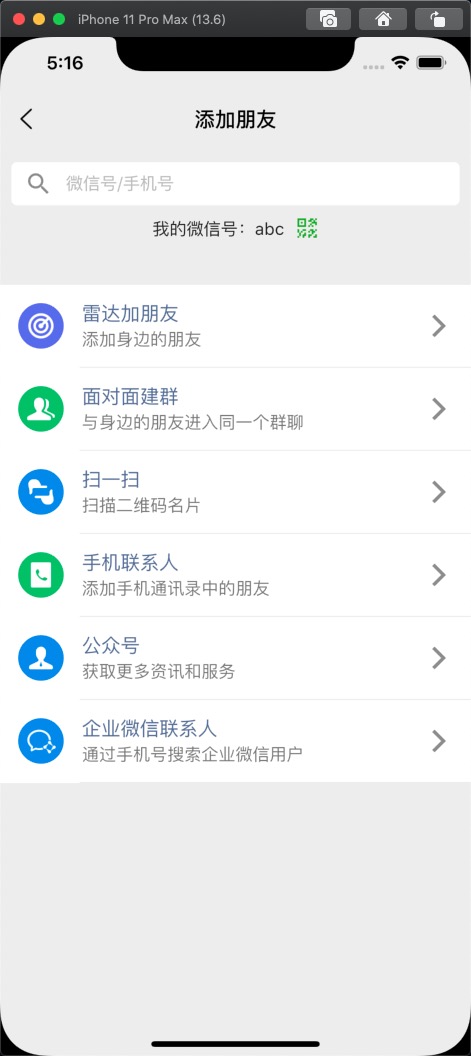 iPhone 11 Pro Max (13.6)
5:16
添加朋友
微信号/手机号
我的微信号：abc
雷达加朋友
添加身边的朋友
面对面建群
与身边的朋友进入同一个群聊
扫一扫
扫描二维码名片
手机联系人
添加手机通讯录中的朋友
公众号
获取更多资讯和服务
企业微信联系人
通过手机号搜索企业微信用户